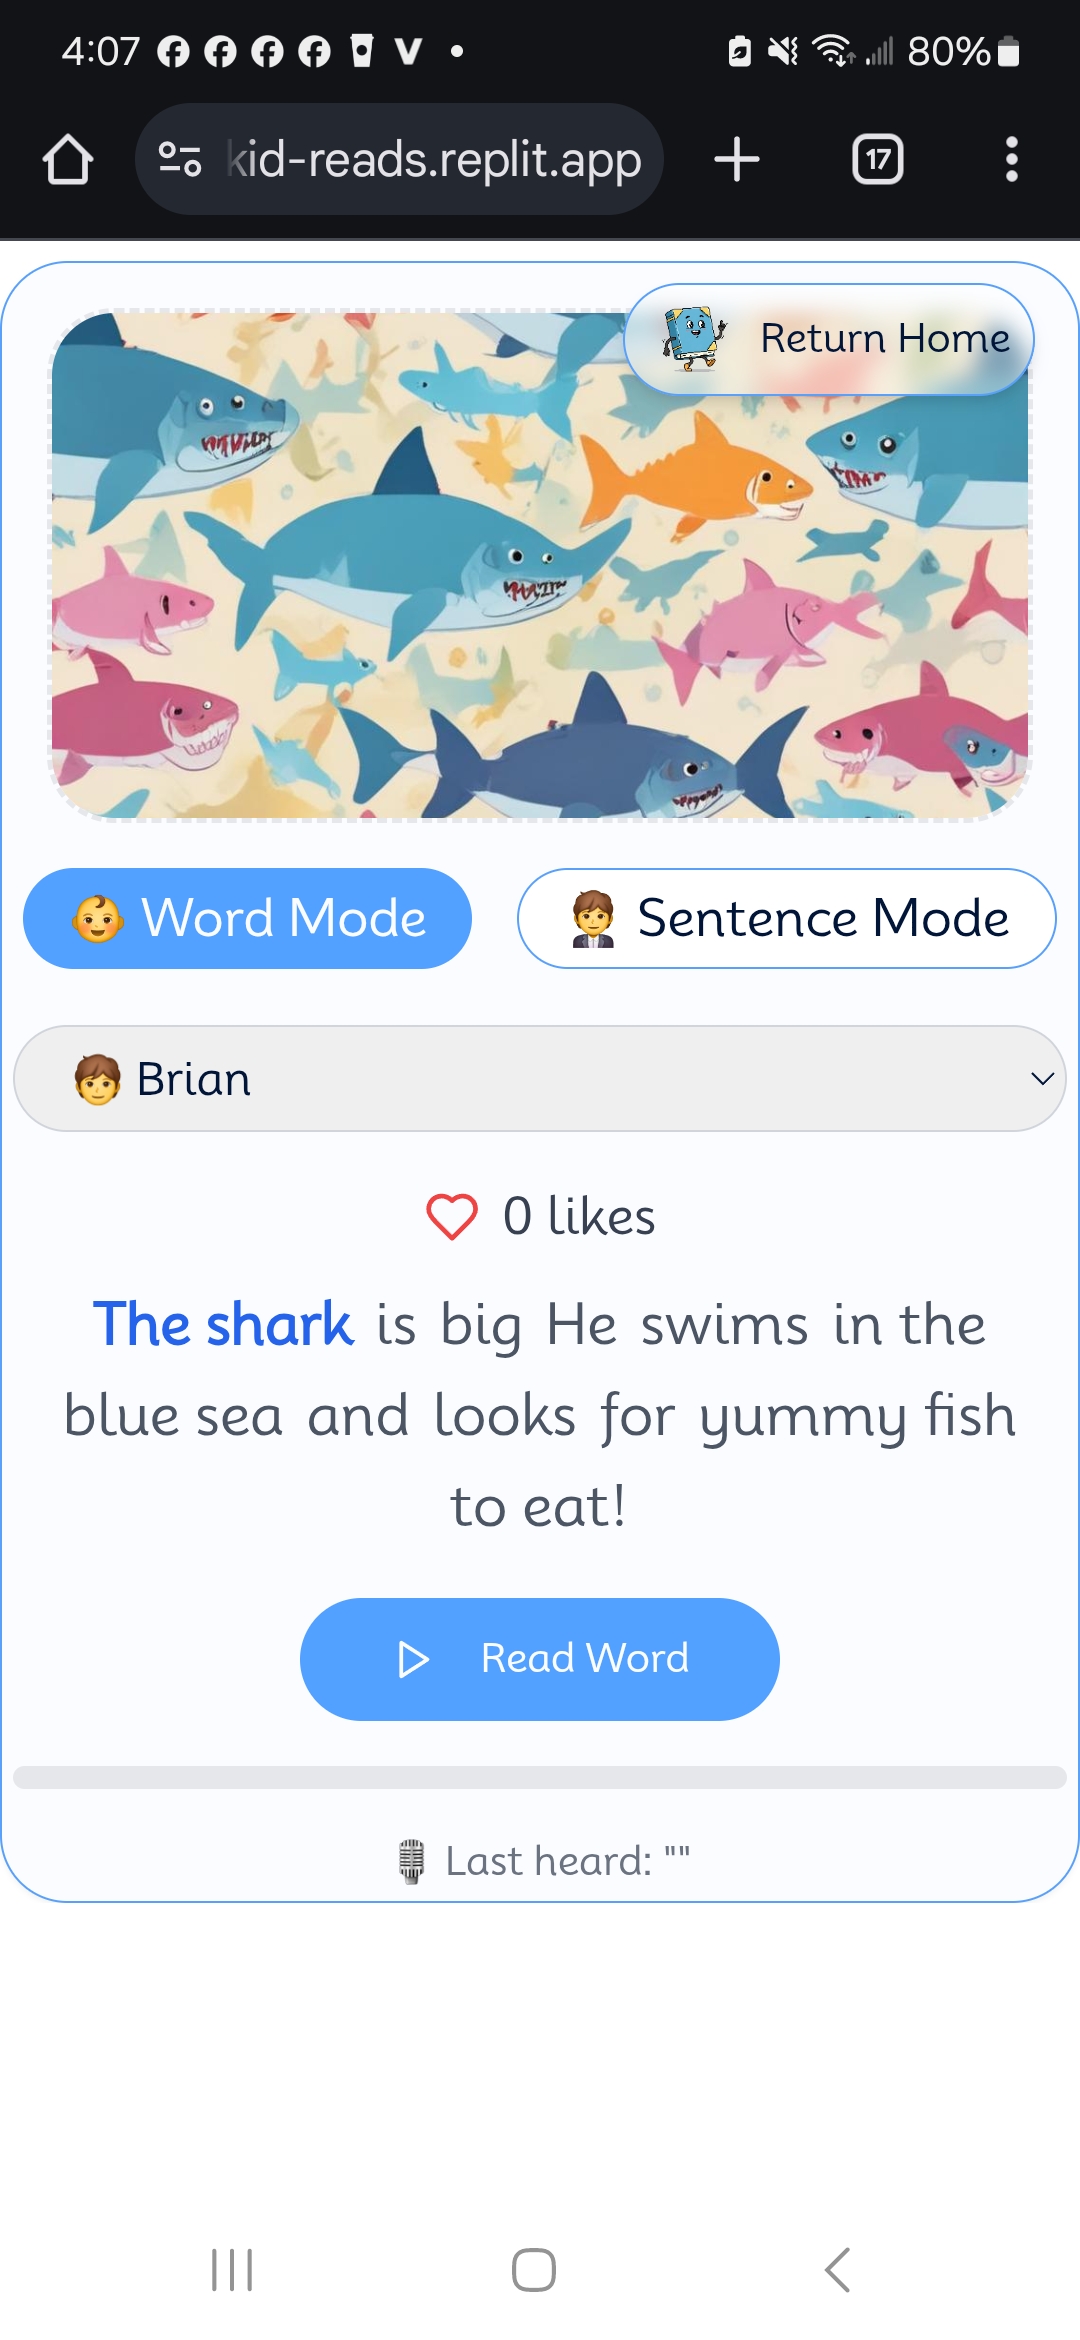 4:07 V 80%
kid-reads.replit.app 17
Return Home
Word Mode Sentence Mode
Brian
0 likes
The shark is big He swims in the
blue sea and looks for yummy fish
to eat!
Read Word
Last heard: ""